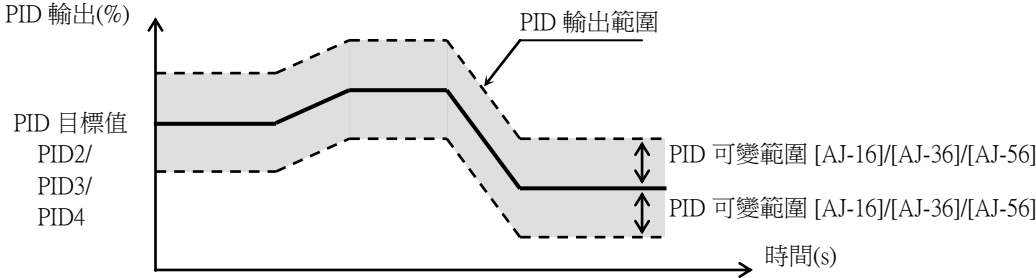 PID 輸出(%)
PID 輸出範圍
PID 目標值
PID2/
PID3/
PID4
PID 可變範圍 [AJ-16]/[AJ-36]/[AJ-56]
PID 可變範圍 [AJ-16]/[AJ-36]/[AJ-56]
時間(s)